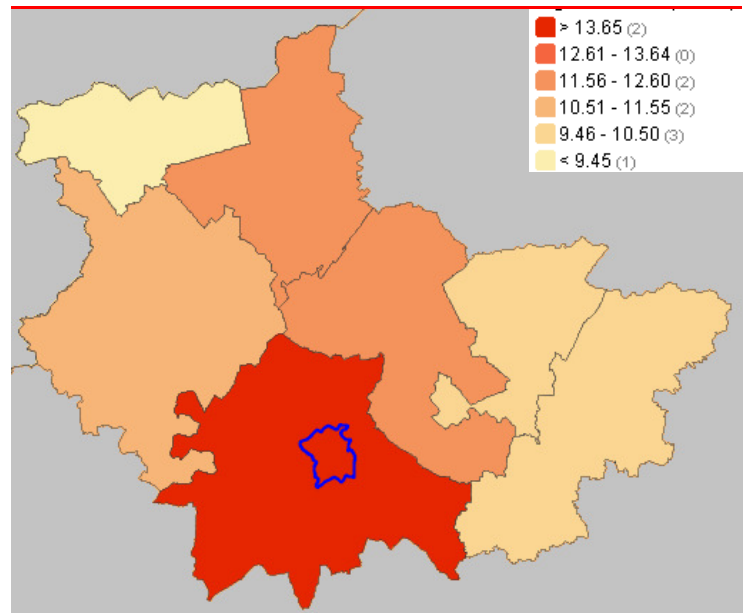 > 13.65 (2)
12.61 - 13.64 (0)
11.56 - 12.60 (2)
10.51 - 11.55 (2)
9.46 - 10.50 (3)
< 9.45 (1)